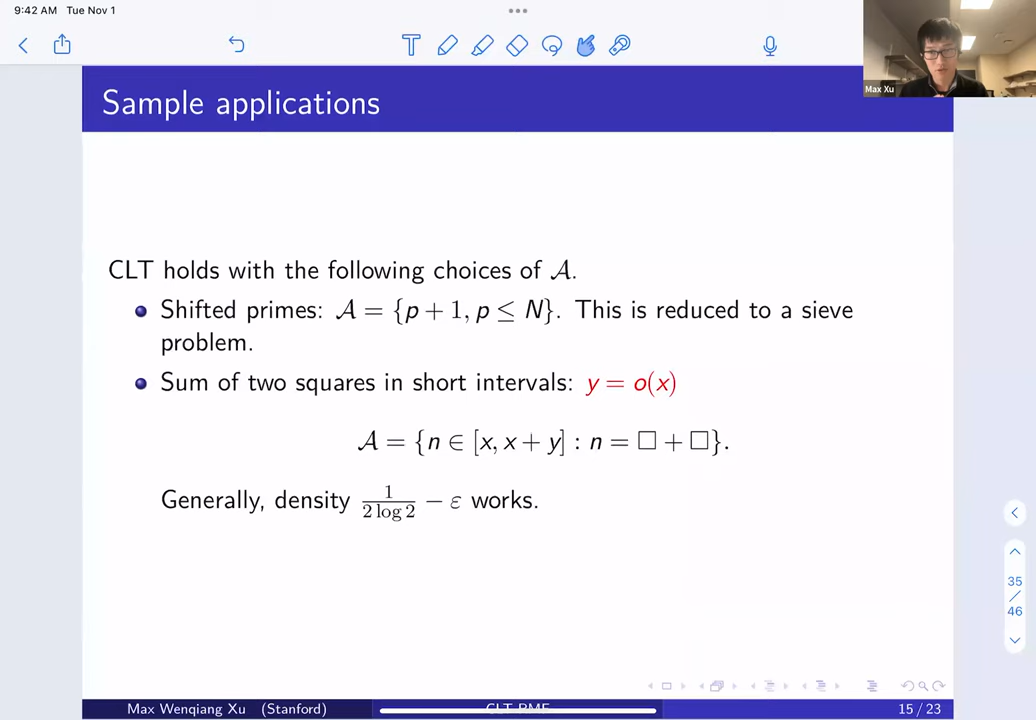 9:42 AM Tue Nov 1
Max Xu
Sample applications
CLT holds with the following choices of 𝒜.
Shifted primes: 𝒜 = {p + 1, p ≤ N}. This is reduced to a sieve
problem.
Sum of two squares in short intervals: y = o(x)
𝒜 = {n ∈ [x, x + y] : n = □ + □}.
Generally, density 1/(2 log 2) − ε works.
35
/
46
Max Wenqiang Xu (Stanford)
CLT RMF
15 / 23